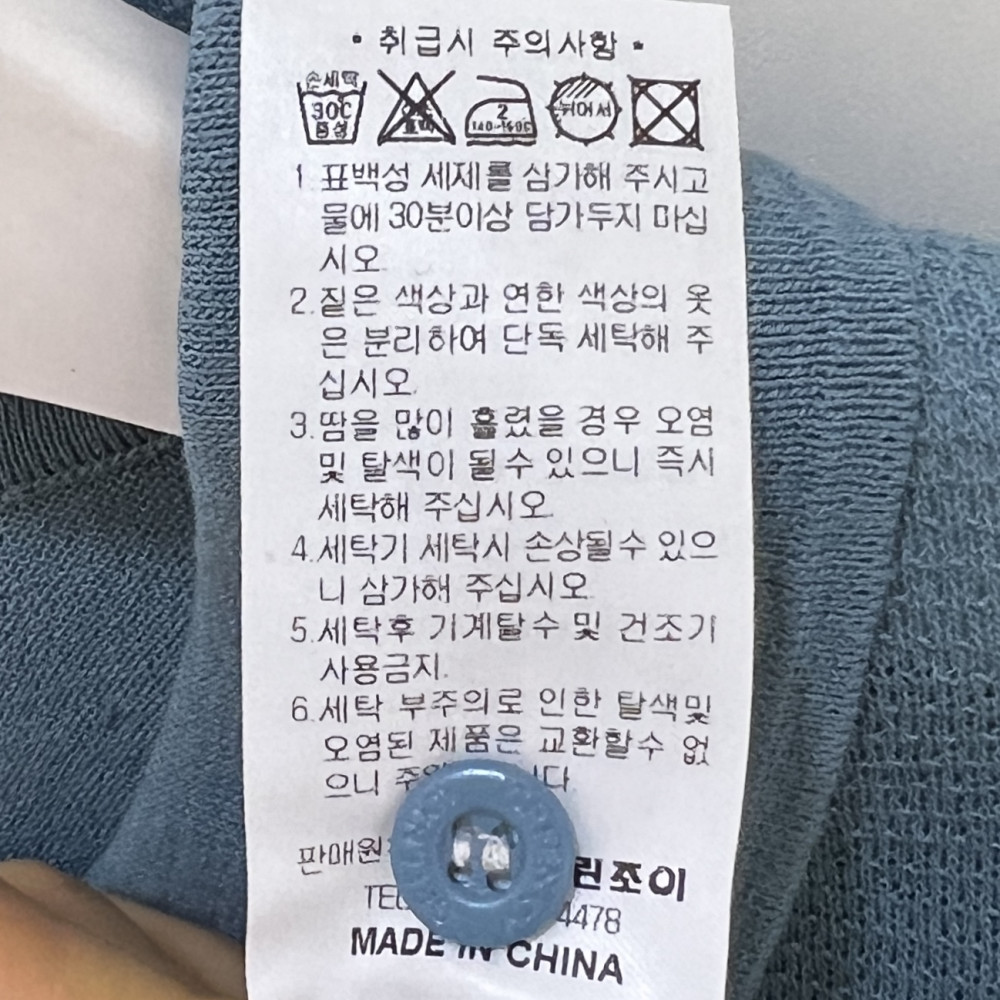 • 취급시 주의사항 •
손세탁
30C
중성
2
140~160C
뉘어서
1.표백성 세제를 삼가해 주시고
물에 30분이상 담가두지 마십
시오.
2.짙은 색상과 연한 색상의 옷
은 분리하여 단독 세탁해 주
십시오.
3.땀을 많이 흘렸을 경우 오염
및 탈색이 될수 있으니 즉시
세탁해 주십시오.
4.세탁기 세탁시 손상될수 있으
니 삼가해 주십시오.
5.세탁후 기계탈수 및 건조기
사용금지.
6.세탁 부주의로 인한 탈색및
오염된 제품은 교환할수 없
으니
판매원 린조이
TEL 4478
MADE IN CHINA